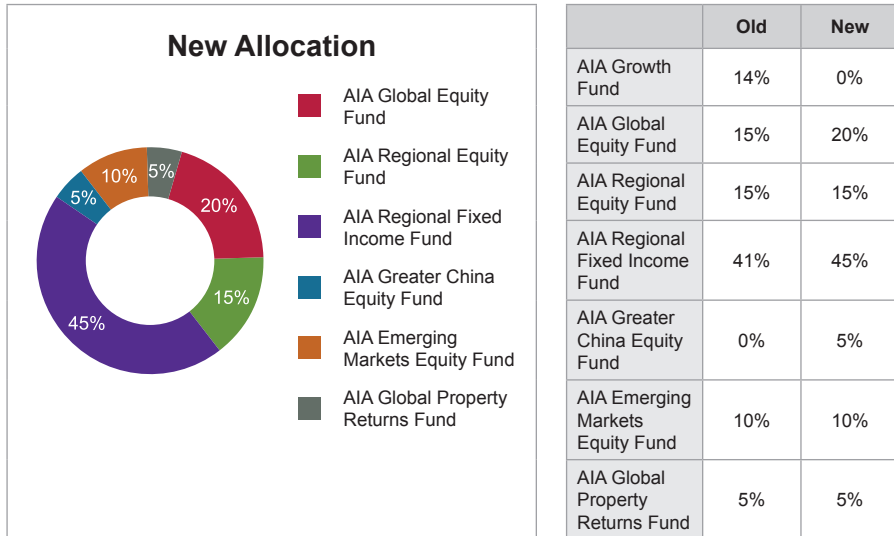 New Allocation
5%
20%
15%
45%
5%
10%
AIA Global Equity
Fund
AIA Regional Equity
Fund
AIA Regional Fixed
Income Fund
AIA Greater China
Equity Fund
AIA Emerging
Markets Equity Fund
AIA Global Property
Returns Fund
Old New
AIA Growth
Fund
14% 0%
AIA Global
Equity Fund
15% 20%
AIA Regional
Equity Fund
15% 15%
AIA Regional
Fixed Income
Fund
41% 45%
AIA Greater
China Equity
Fund
0% 5%
AIA Emerging
Markets
Equity Fund
10% 10%
AIA Global
Property
Returns Fund
5% 5%